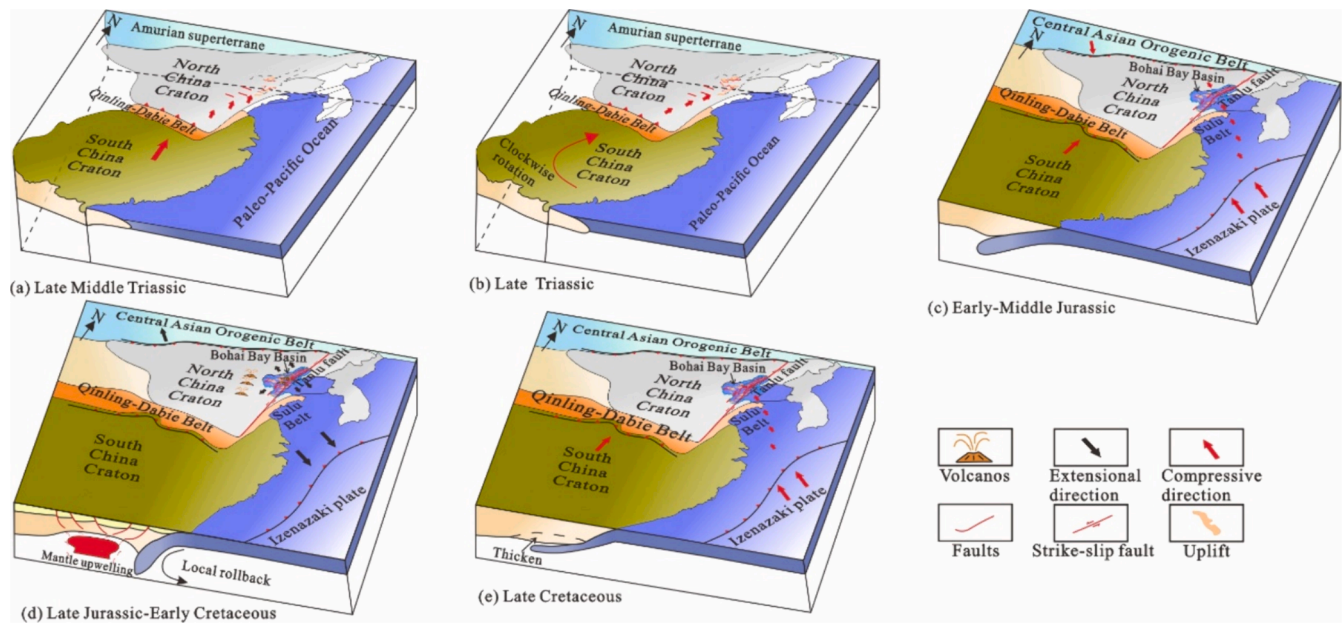 N
Amurian superterrane
North
China
Craton
Qinling-Dabie Belt
South
China
Craton
Paleo-Pacific Ocean
(a) Late Middle Triassic
N
Amurian superterrane
North
China
Craton
Qinling-Dabie Belt
South
China
Craton
Clockwise
rotation
Paleo-Pacific Ocean
(b) Late Triassic
N
Central Asian Orogenic Belt
Bohai Bay Basin
North
China
Craton
Tanlu fault
Qinling-Dabie Belt
Sulu
Belt
South
China
Craton
Izenazaki plate
(c) Early-Middle Jurassic
N
Central Asian Orogenic Belt
Bohai Bay Basin
North
China
Craton
Tanlu fault
Qinling-Dabie Belt
Sulu
Belt
South
China
Craton
Izenazaki plate
Mantle upwelling
Local rollback
(d) Late Jurassic-Early Cretaceous
N
Central Asian Orogenic Belt
Bohai Bay
Basin
North
China
Craton
Tanlu fault
Qinling-Dabie Belt
Sulu
Belt
South
China
Craton
Izenazaki plate
Thicken
(e) Late Cretaceous
Volcanos
Extensional
direction
Compressive
direction
Faults
Strike-slip fault
Uplift